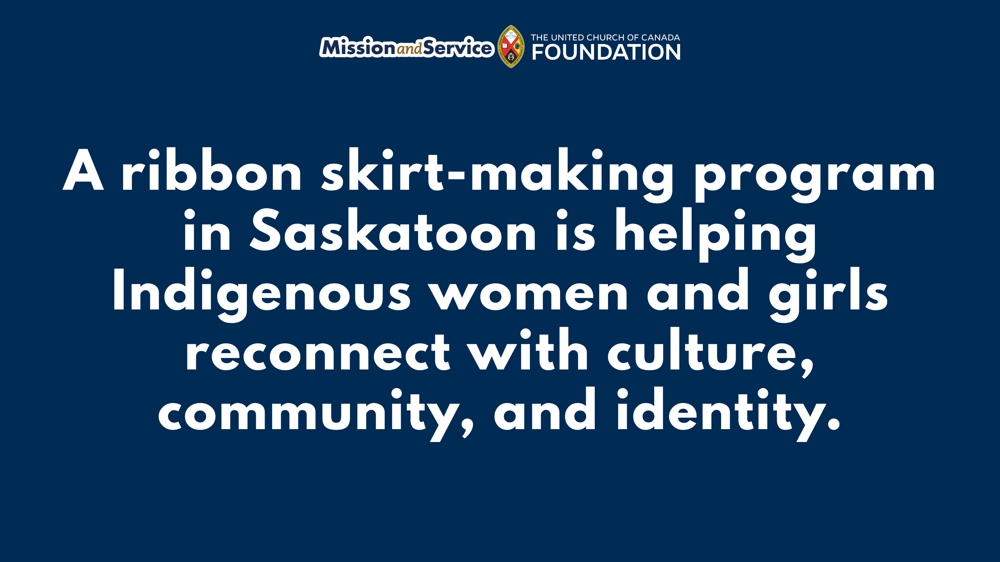 MissionandService
THE UNITED CHURCH OF CANADA
FOUNDATION
A ribbon skirt-making program
in Saskatoon is helping
Indigenous women and girls
reconnect with culture,
community, and identity.